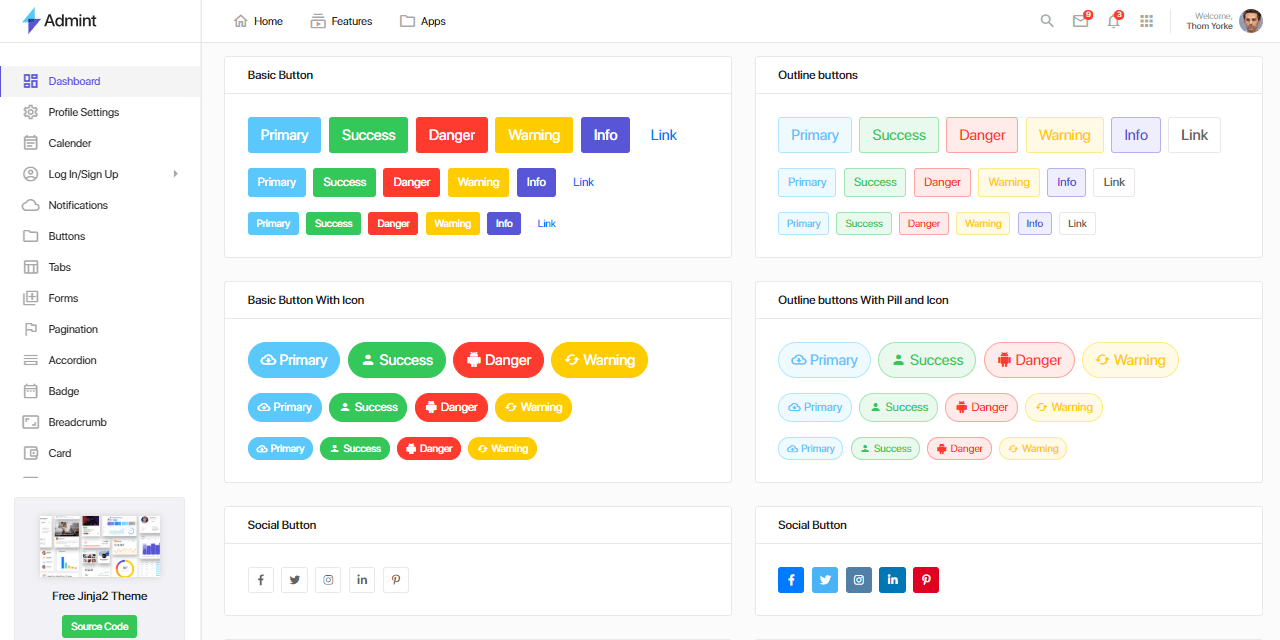 Admint
Home
Features
Apps
9
3
Welcome,
Thom Yorke
Dashboard
Profile Settings
Calender
Log In/Sign Up
Notifications
Buttons
Tabs
Forms
Pagination
Accordion
Badge
Breadcrumb
Card
Free Jinja2 Theme
Source Code
Basic Button
Primary Success Danger Warning Info Link
Primary Success Danger Warning Info Link
Primary Success Danger Warning Info Link
Outline buttons
Primary Success Danger Warning Info Link
Primary Success Danger Warning Info Link
Primary Success Danger Warning Info Link
Basic Button With Icon
Primary Success Danger Warning
Primary Success Danger Warning
Primary Success Danger Warning
Outline buttons With Pill and Icon
Primary Success Danger Warning
Primary Success Danger Warning
Primary Success Danger Warning
Social Button
Social Button